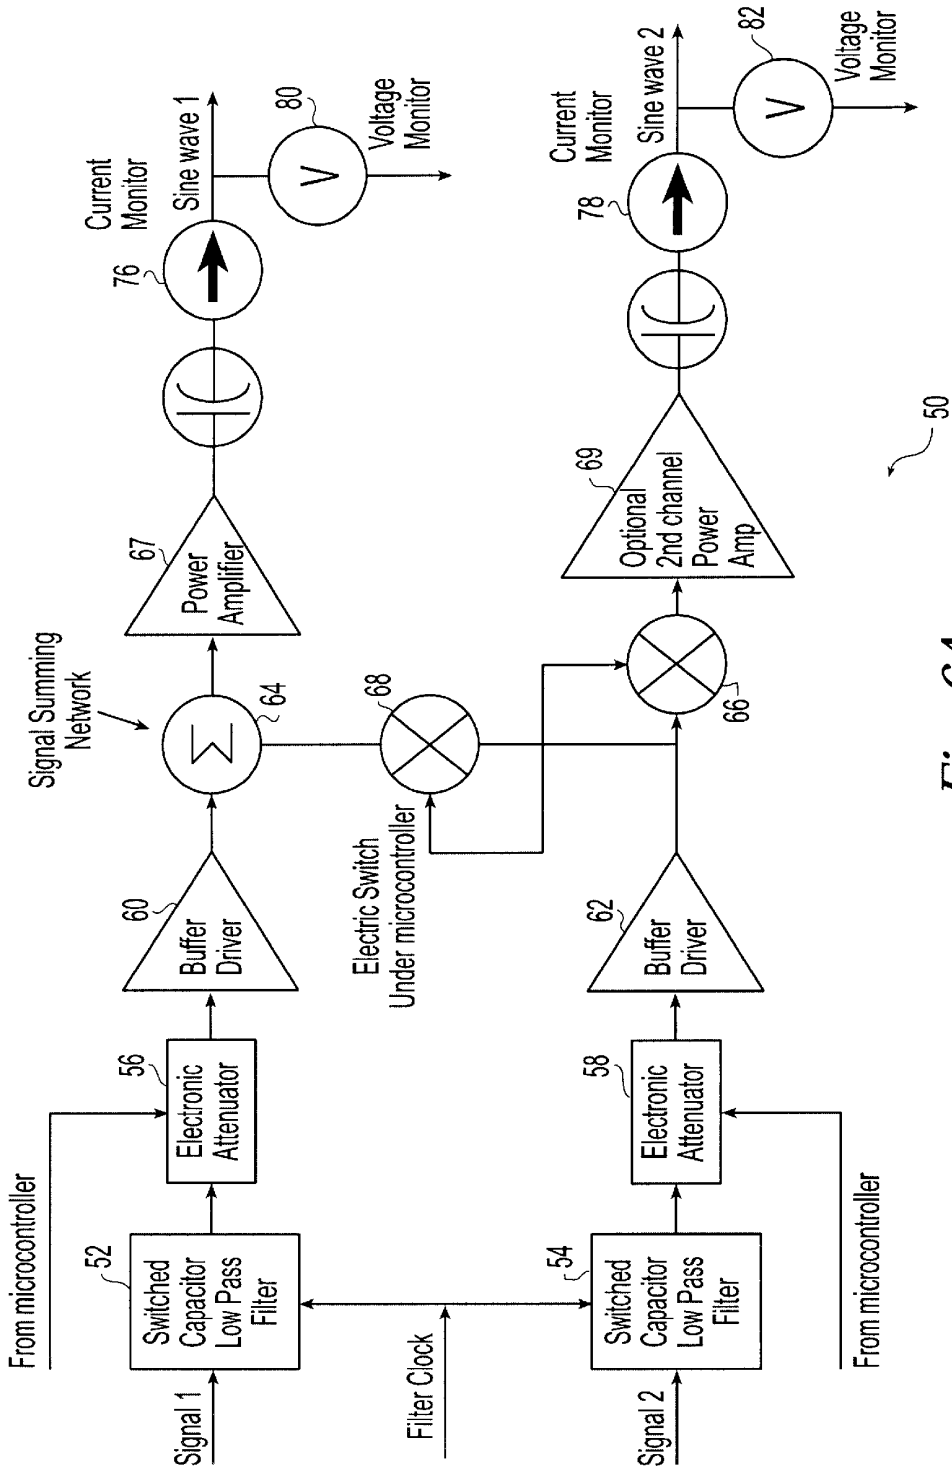 Signal 1
From microcontroller
52
Switched
Capacitor
Low Pass
Filter
56
Electronic
Attenuator
60
Buffer
Driver
Signal Summing
Network
Σ
64
67
Power
Amplifier
76
Current
Monitor
Sine wave 1
80
V
Voltage
Monitor
Filter Clock
Electric Switch
Under microcontroller
68
Signal 2
From microcontroller
54
Switched
Capacitor
Low Pass
Filter
58
Electronic
Attenuator
62
Buffer
Driver
66
69
Optional
2nd channel
Power
Amp
78
Current
Monitor
Sine wave 2
82
V
Voltage
Monitor
50